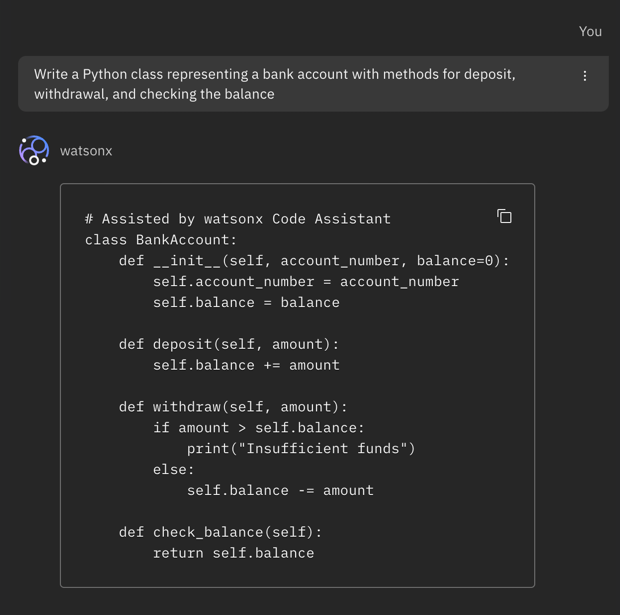 You
Write a Python class representing a bank account with methods for deposit,
withdrawal, and checking the balance
watsonx
# Assisted by watsonx Code Assistant
class BankAccount:
    def __init__(self, account_number, balance=0):
        self.account_number = account_number
        self.balance = balance

    def deposit(self, amount):
        self.balance += amount

    def withdraw(self, amount):
        if amount > self.balance:
            print("Insufficient funds")
        else:
            self.balance -= amount

    def check_balance(self):
        return self.balance